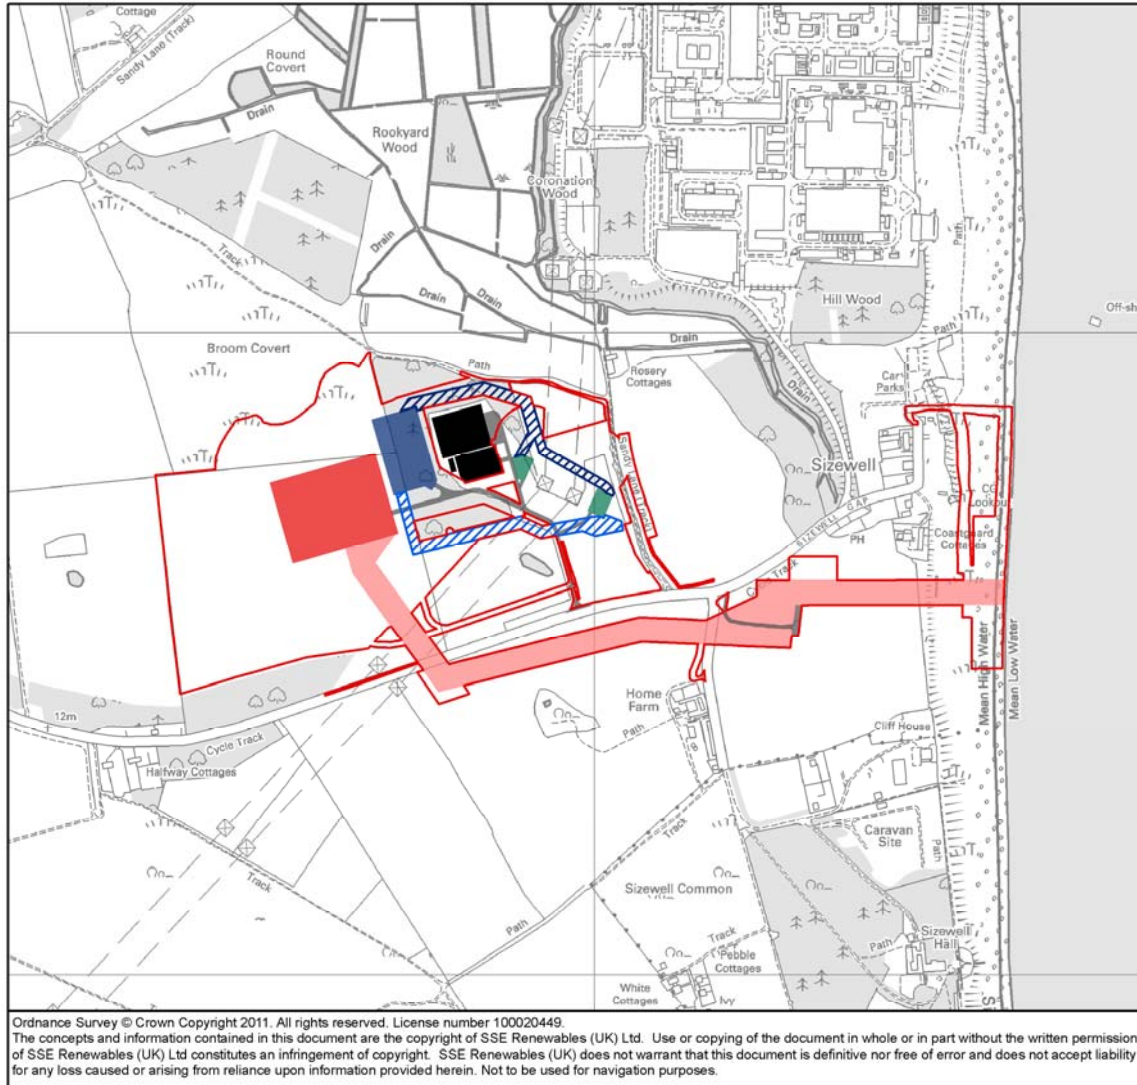 Cottage
Sandy Lane (Track)
Round
Covert
Drain
Rookyard
Wood
Coronation
Wood
Drain
Track
Path
Drain
Drain
Hill Wood
Off-sh
Broom Covert
Path
Rosery
Cottages
Path
Car
Parks
Drain
Sandy Lane (Track)
Sizewell
CG
Lookout
SIZEWELL GAP
PH
Coastguard
Cottages
Cycle Track
Mean High Water
Mean Low Water
Home
Farm
Path
Cliff House
12m
Cycle Track
Halfway Cottages
Track
Track
Caravan
Site
Path
Sizewell Common
Path
Track
Pebble
Cottages
Path
Sizewell
Hall
White
Cottages
Ivy
S
Ordnance Survey © Crown Copyright 2011. All rights reserved. License number 100020449.
The concepts and information contained in this document are the copyright of SSE Renewables (UK) Ltd. Use or copying of the document in whole or in part without the written permission
of SSE Renewables (UK) Ltd constitutes an infringement of copyright. SSE Renewables (UK) does not warrant that this document is definitive nor free of error and does not accept liability
for any loss caused or arising from reliance upon information provided herein. Not to be used for navigation purposes.